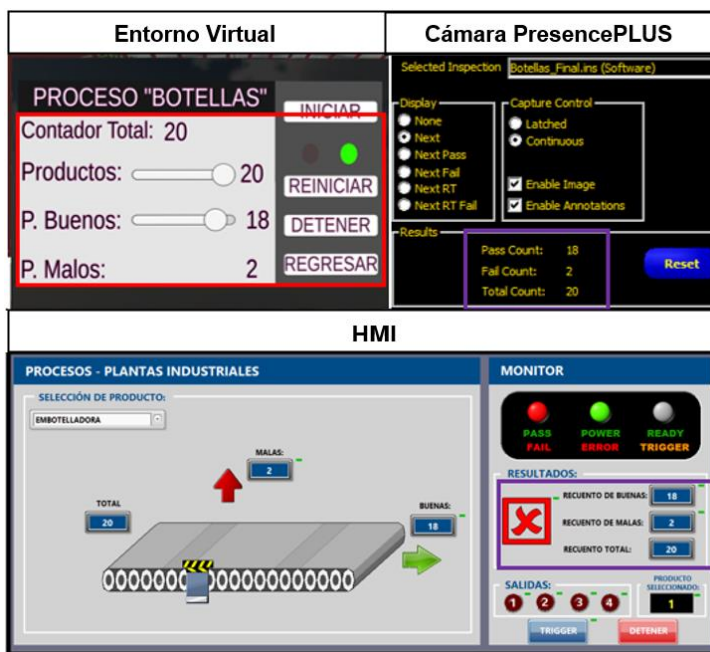 Entorno Virtual
Cámara PresencePLUS
PROCESO "BOTELLAS"
Contador Total: 20
Productos: 20
P. Buenos: 18
P. Malos: 2
INICIAR
REINICIAR
DETENER
REGRESAR
Selected Inspection Botellas_Final.ins (Software)
Display
None
Next
Next Pass
Next Fail
Next RT
Next RT Fail
Capture Control
Latched
Continuous
Enable Image
Enable Annotations
Results
Pass Count: 18
Fail Count: 2
Total Count: 20
Reset
HMI
PROCESOS - PLANTAS INDUSTRIALES
SELECCIÓN DE PRODUCTO:
EMBOTELLADORA
MALAS:
2
TOTAL
20
BUENAS:
18
MONITOR
PASS POWER READY
FAIL ERROR TRIGGER
RESULTADOS:
RECUENTO DE BUENAS: 18
RECUENTO DE MALAS: 2
RECUENTO TOTAL: 20
SALIDAS:
1 2 3 4
PRODUCTO
SELECCIONADO:
1
TRIGGER
DETENER